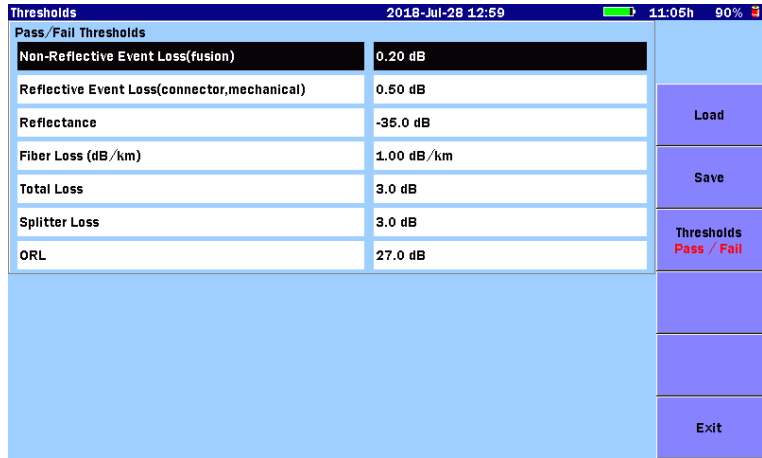 Thresholds 2018-Jul-28 12:59 11:05h 90%
Pass/Fail Thresholds
Non-Reflective Event Loss(fusion) 0.20 dB
Reflective Event Loss(connector,mechanical) 0.50 dB
Reflectance -35.0 dB
Fiber Loss (dB/km) 1.00 dB/km
Total Loss 3.0 dB
Splitter Loss 3.0 dB
ORL 27.0 dB
Load
Save
Thresholds
Pass / Fail
Exit